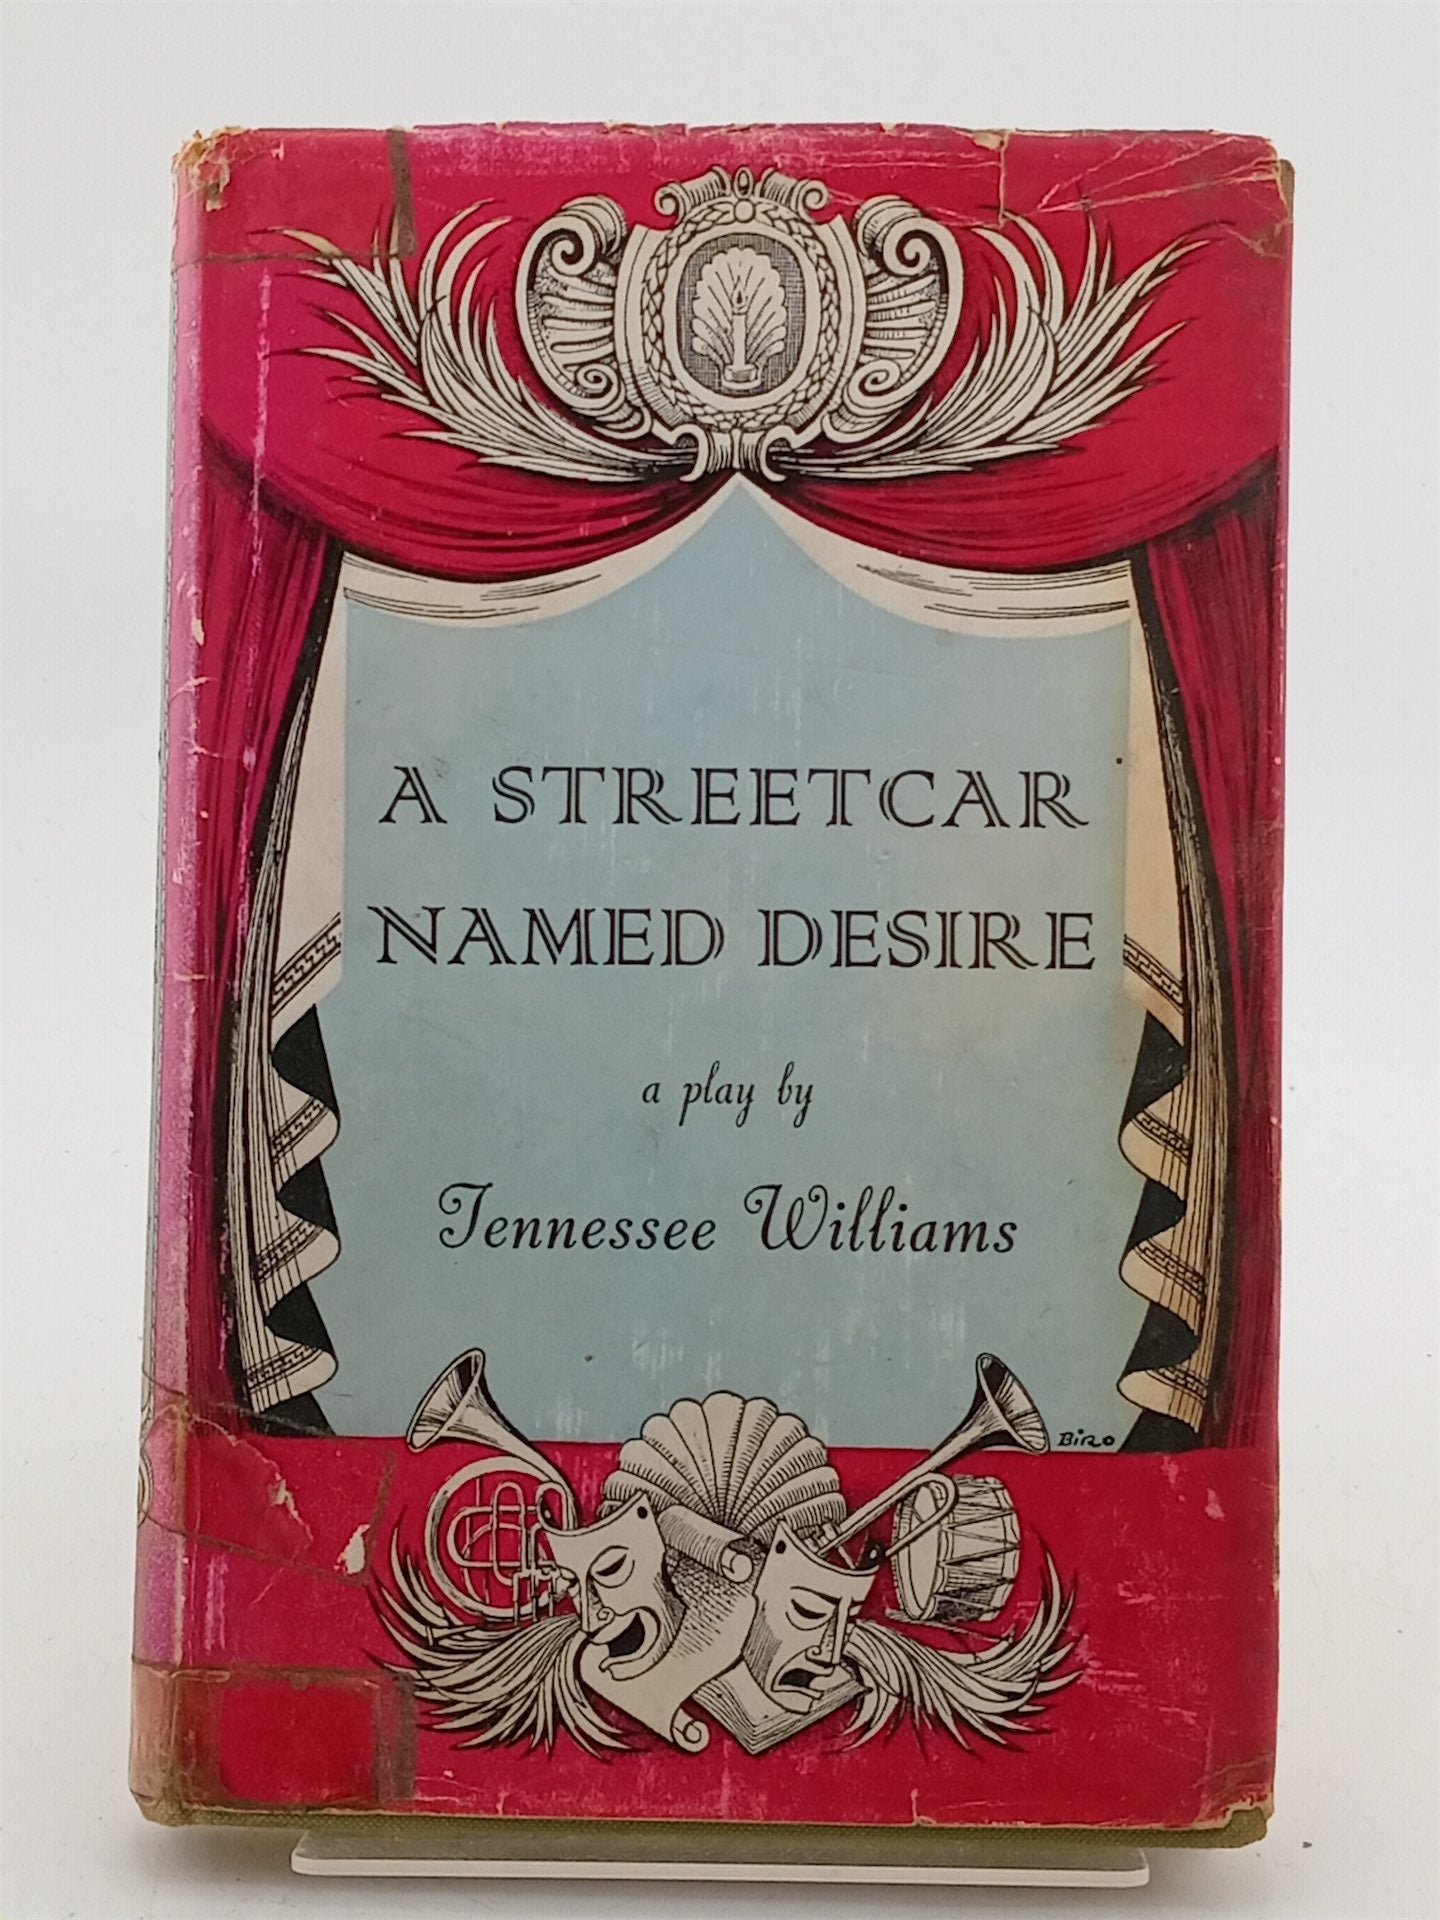 A STREETCAR
NAMED DESIRE
a play by
Tennessee Williams
Biro